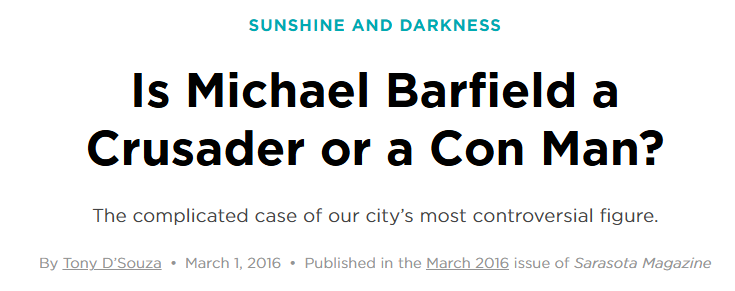 SUNSHINE AND DARKNESS
Is Michael Barfield a
Crusader or a Con Man?
The complicated case of our city’s most controversial figure.
By Tony D’Souza • March 1, 2016 • Published in the March 2016 issue of Sarasota Magazine